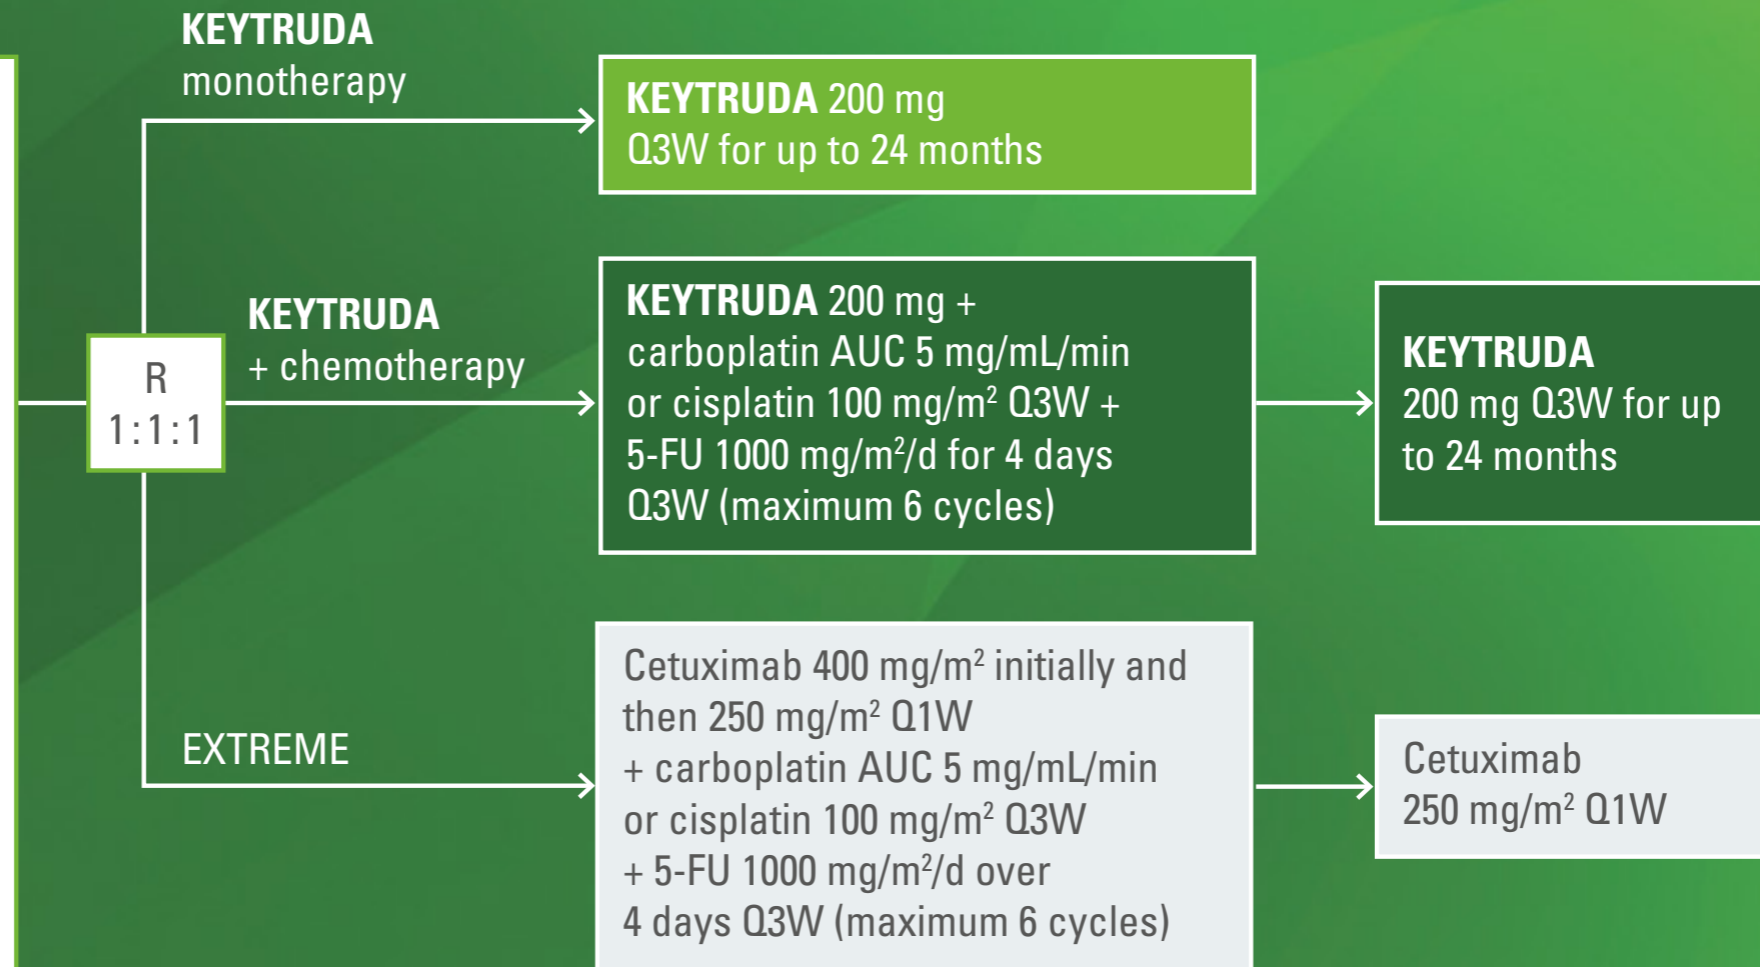 KEYTRUDA
monotherapy
KEYTRUDA 200 mg
Q3W for up to 24 months
R
1:1:1
KEYTRUDA
+ chemotherapy
KEYTRUDA 200 mg +
carboplatin AUC 5 mg/mL/min
or cisplatin 100 mg/m² Q3W +
5-FU 1000 mg/m²/d for 4 days
Q3W (maximum 6 cycles)
KEYTRUDA
200 mg Q3W for up
to 24 months
EXTREME
Cetuximab 400 mg/m² initially and
then 250 mg/m² Q1W
+ carboplatin AUC 5 mg/mL/min
or cisplatin 100 mg/m² Q3W
+ 5-FU 1000 mg/m²/d over
4 days Q3W (maximum 6 cycles)
Cetuximab
250 mg/m² Q1W